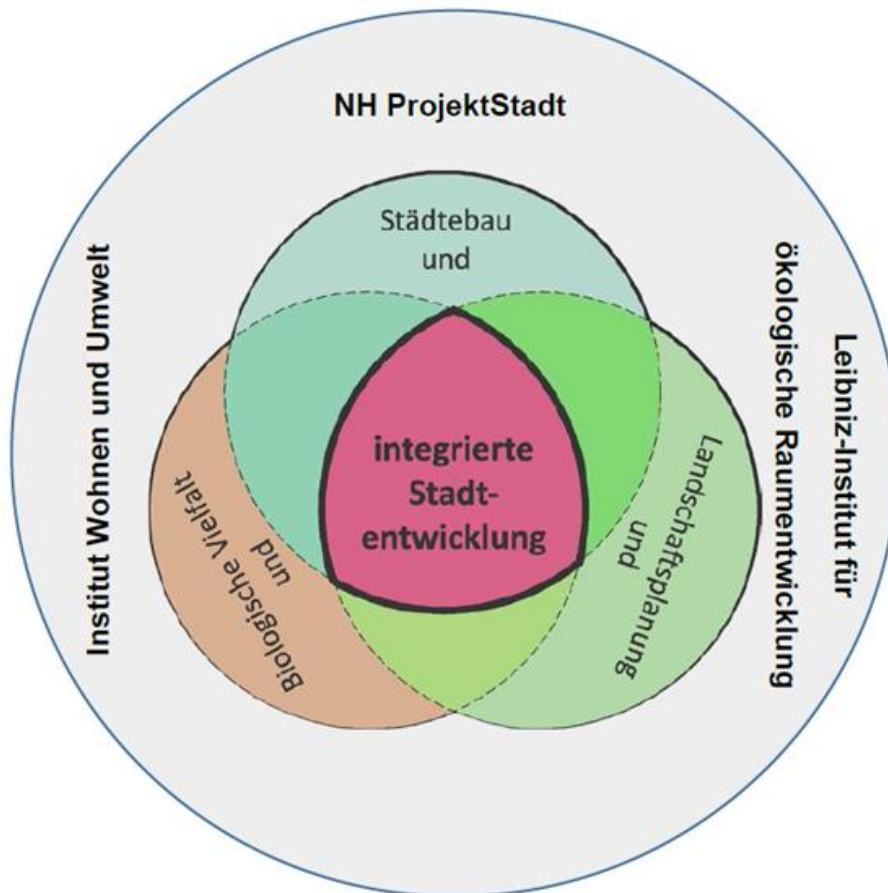 NH ProjektStadt
Institut Wohnen und Umwelt
Leibniz-Institut für
ökologische Raumentwicklung
Städtebau
und
Biologische Vielfalt
und
Landschaftsplanung
und
integrierte
Stadt-
entwicklung